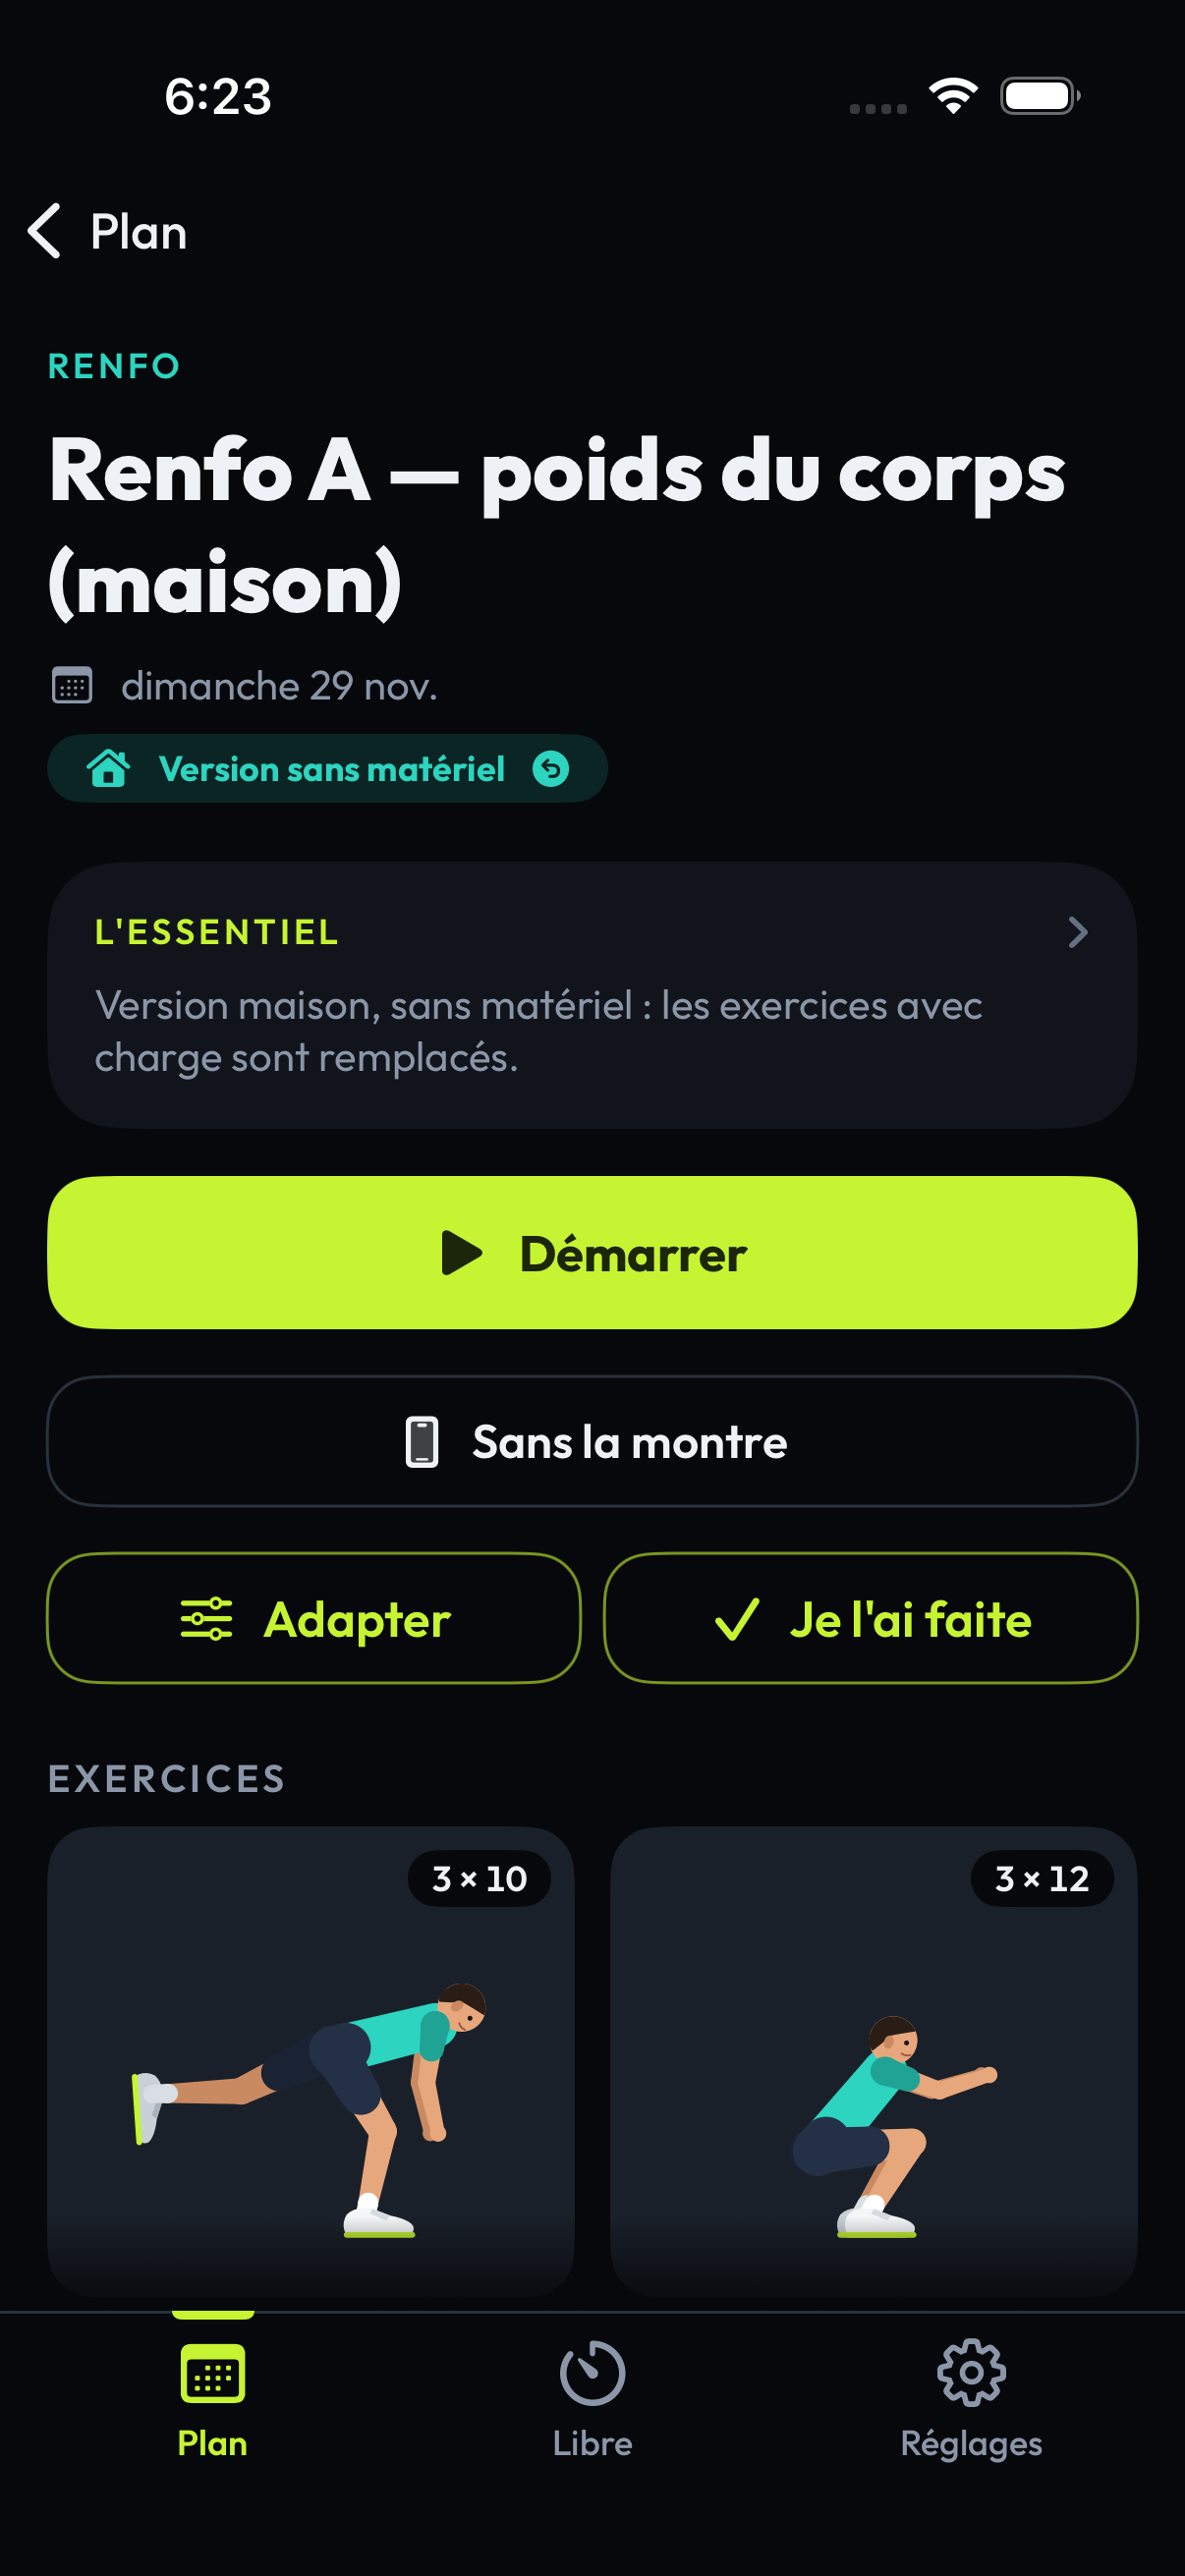 6:23
Plan
RENFO
Renfo A — poids du corps
(maison)
dimanche 29 nov.
Version sans matériel
L'ESSENTIEL
Version maison, sans matériel : les exercices avec
charge sont remplacés.
Démarrer
Sans la montre
Adapter
Je l'ai faite
EXERCICES
3 × 10
3 × 12
Plan
Libre
Réglages